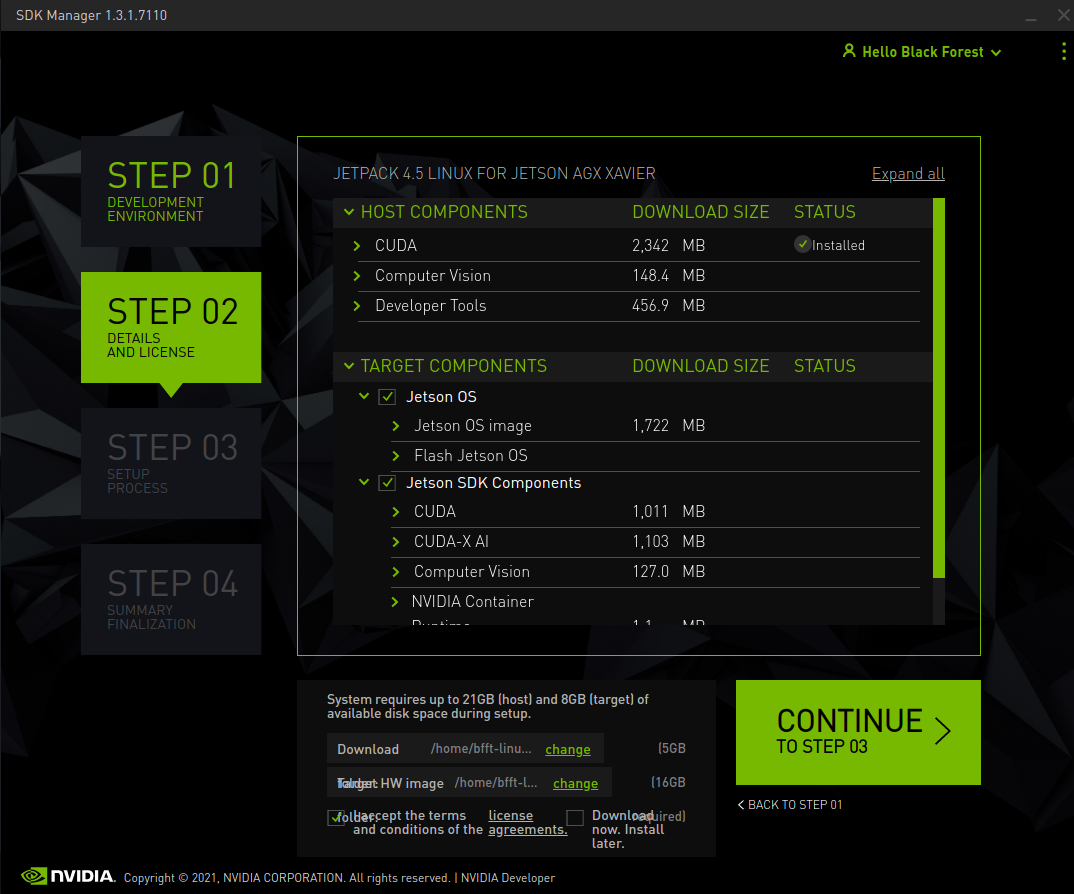 SDK Manager 1.3.1.7110
Hello Black Forest
STEP 01
DEVELOPMENT
ENVIRONMENT
STEP 02
DETAILS
AND LICENSE
STEP 03
SETUP
PROCESS
STEP 04
SUMMARY
FINALIZATION
JETPACK 4.5 LINUX FOR JETSON AGX XAVIER Expand all
HOST COMPONENTS DOWNLOAD SIZE STATUS
CUDA 2,342 MB Installed
Computer Vision 148.4 MB
Developer Tools 456.9 MB
TARGET COMPONENTS DOWNLOAD SIZE STATUS
Jetson OS
Jetson OS image 1,722 MB
Flash Jetson OS
Jetson SDK Components
CUDA 1,011 MB
CUDA-X AI 1,103 MB
Computer Vision 127.0 MB
NVIDIA Container
Runtime 1.1 MB
System requires up to 21GB (host) and 8GB (target) of
available disk space during setup.
Download /home/bfft-linu... change (5GB
Target HW image /home/bfft-l... change (16GB
folder:
I accept the terms
and conditions of the
license
agreements.
Download
now. Install
later.
CONTINUE
TO STEP 03
BACK TO STEP 01
NVIDIA. Copyright © 2021, NVIDIA CORPORATION. All rights reserved. | NVIDIA Developer